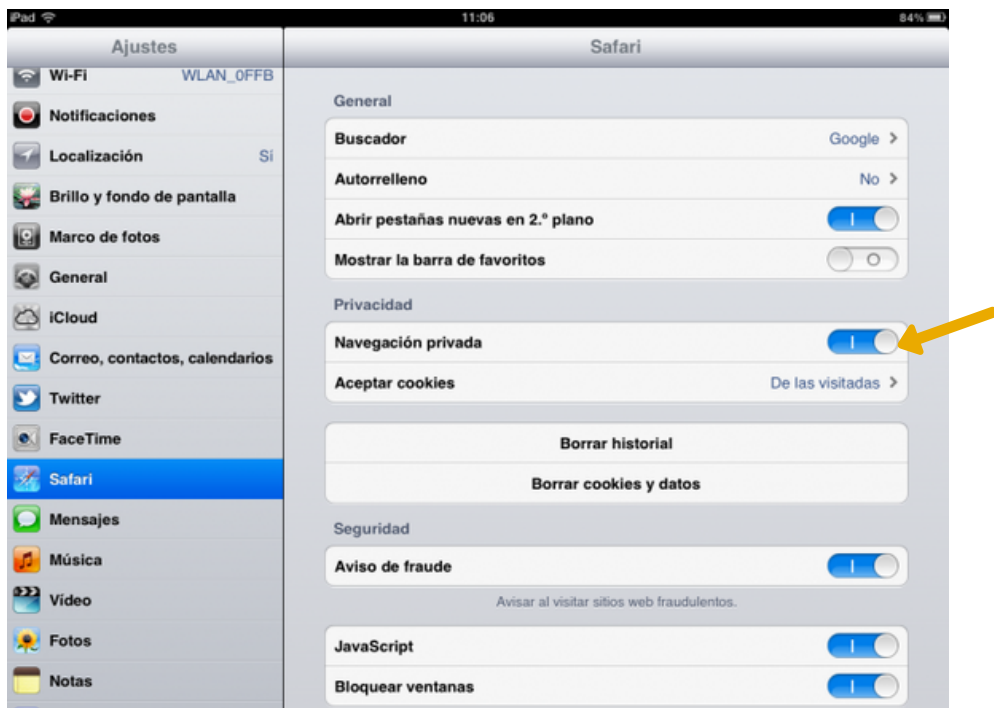 iPad 11:06 84%
Ajustes
Safari
Wi-Fi WLAN_0FFB
Notificaciones
Localización Sí
Brillo y fondo de pantalla
Marco de fotos
General
iCloud
Correo, contactos, calendarios
Twitter
FaceTime
Safari
Mensajes
Música
Vídeo
Fotos
Notas
General
Buscador Google
Autorrelleno No
Abrir pestañas nuevas en 2.º plano
Mostrar la barra de favoritos
Privacidad
Navegación privada
Aceptar cookies De las visitadas
Borrar historial
Borrar cookies y datos
Seguridad
Aviso de fraude
Avisar al visitar sitios web fraudulentos.
JavaScript
Bloquear ventanas